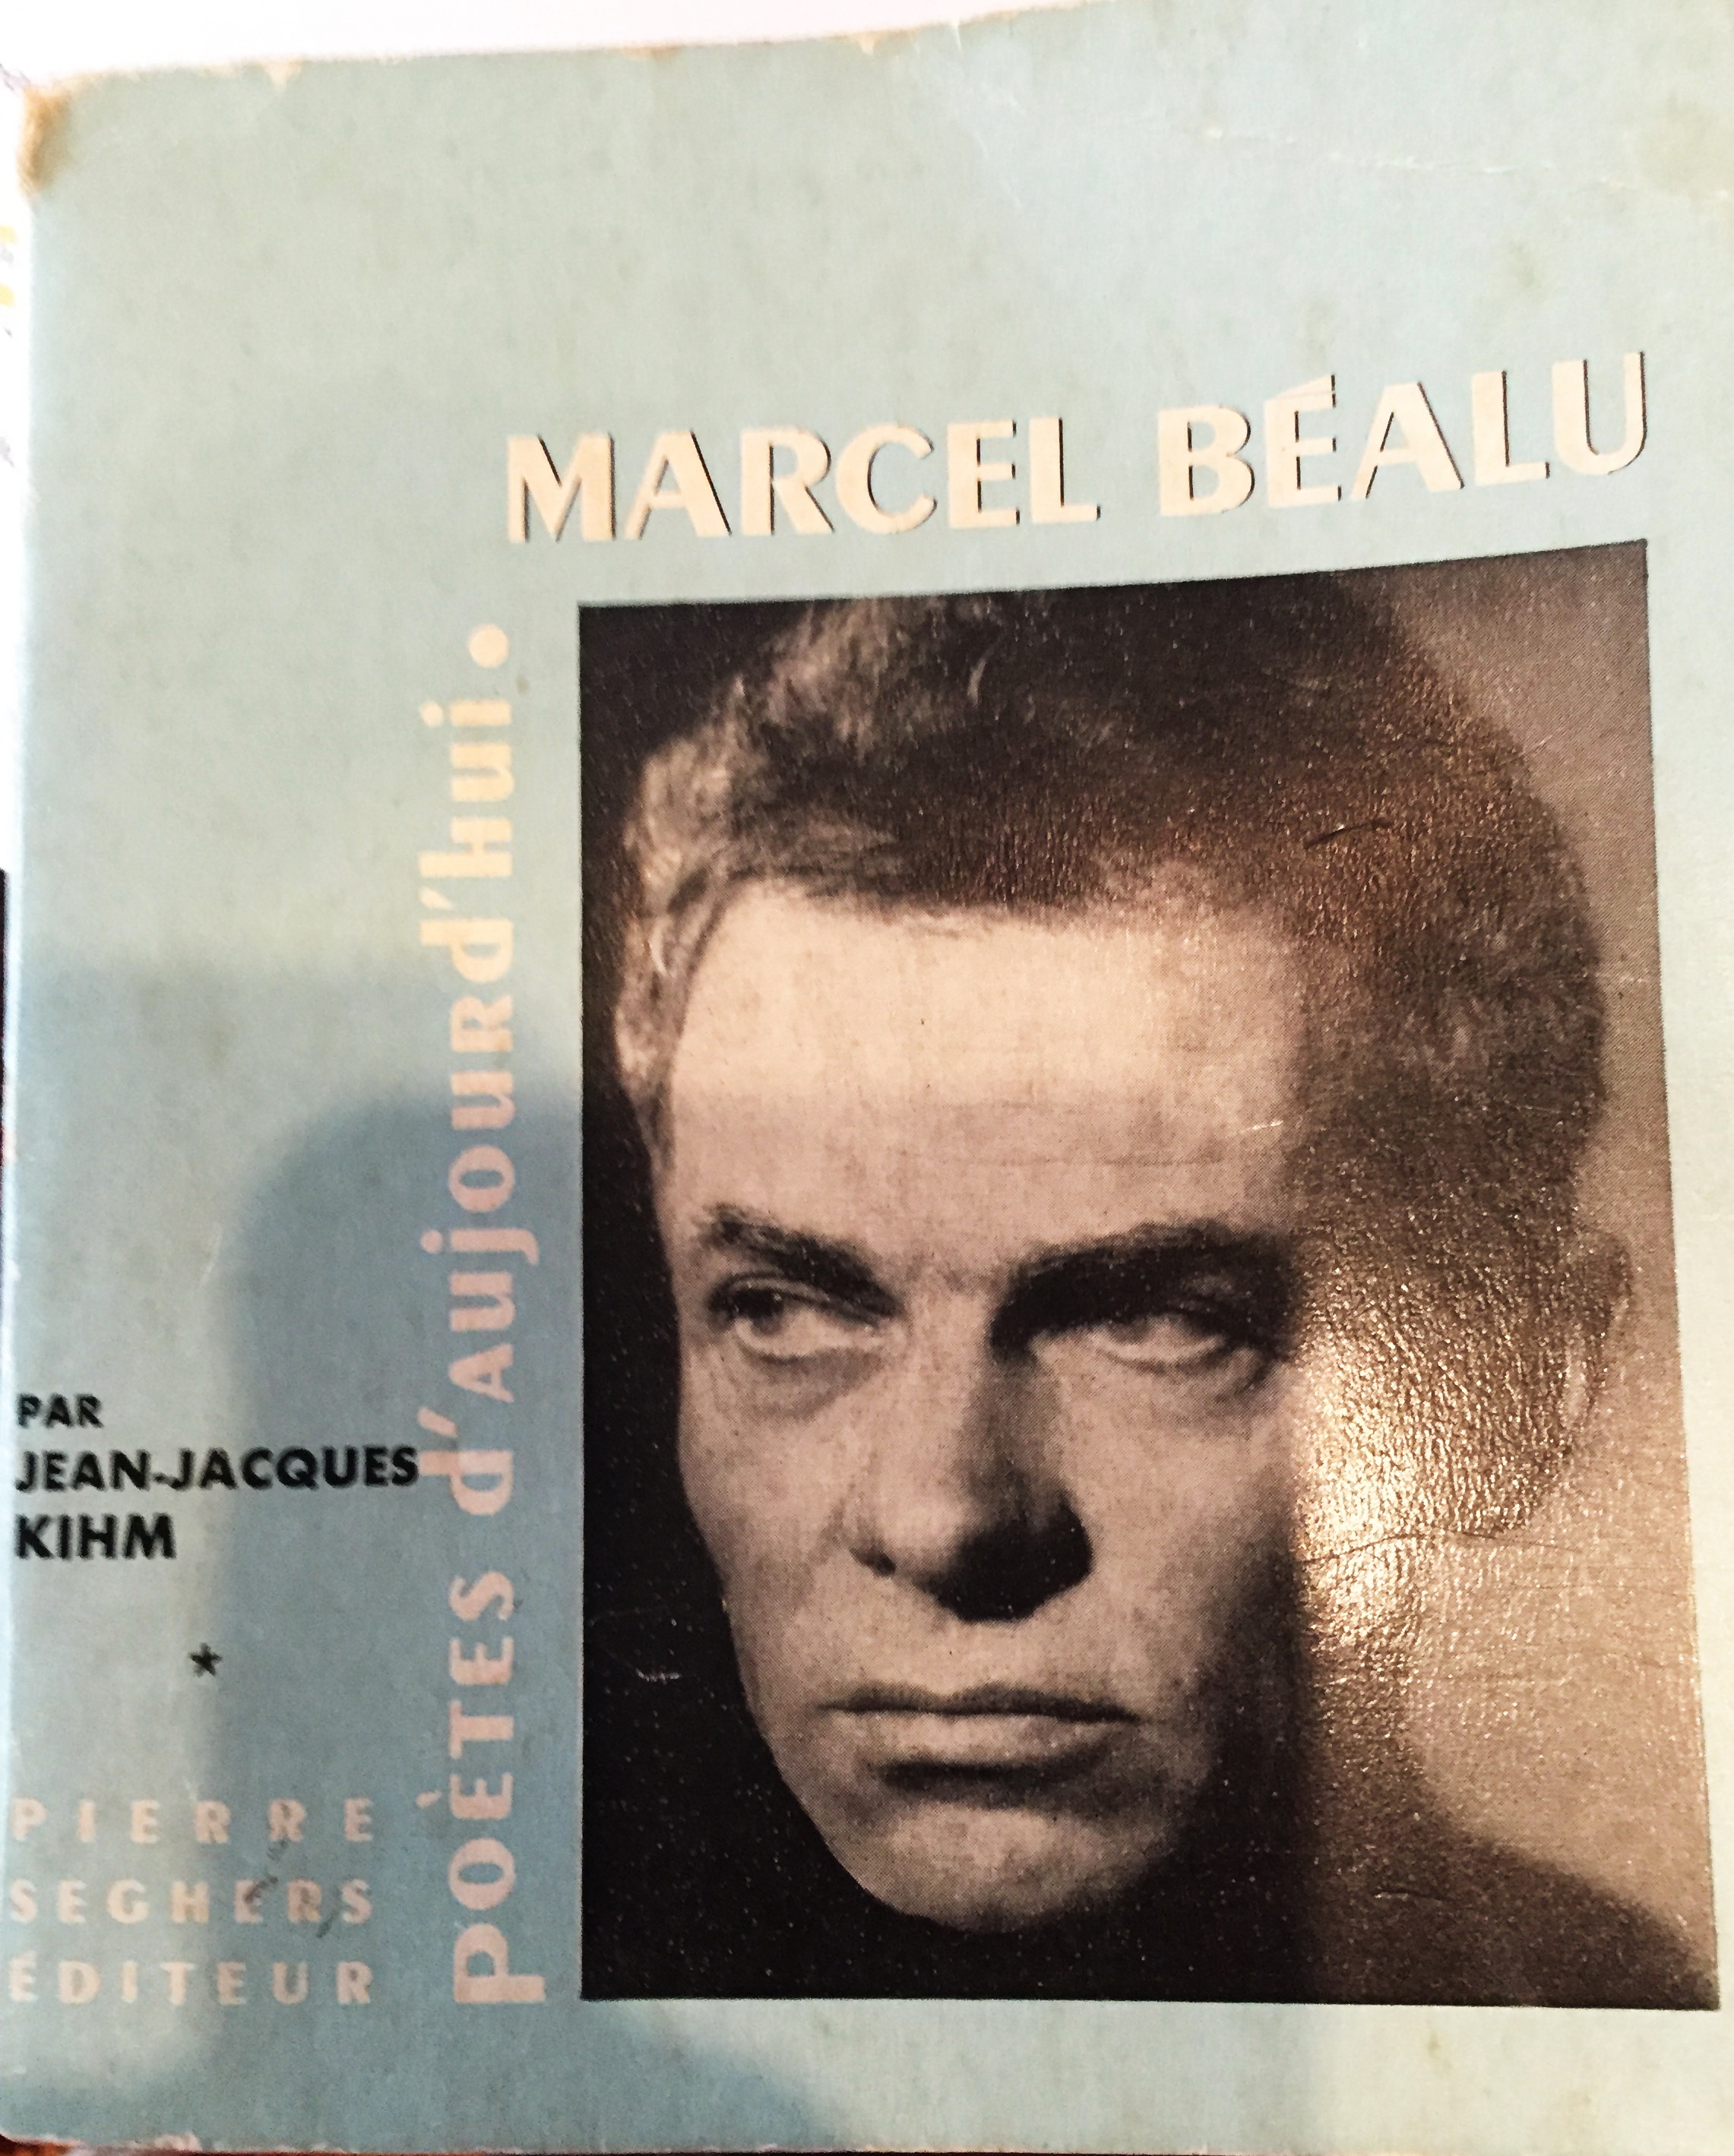 MARCEL BÉALU
POÈTES d'AUJOURd'hui.
PAR
JEAN-JACQUES
KIHM
*
PIERRE
SEGHERS
ÉDITEUR